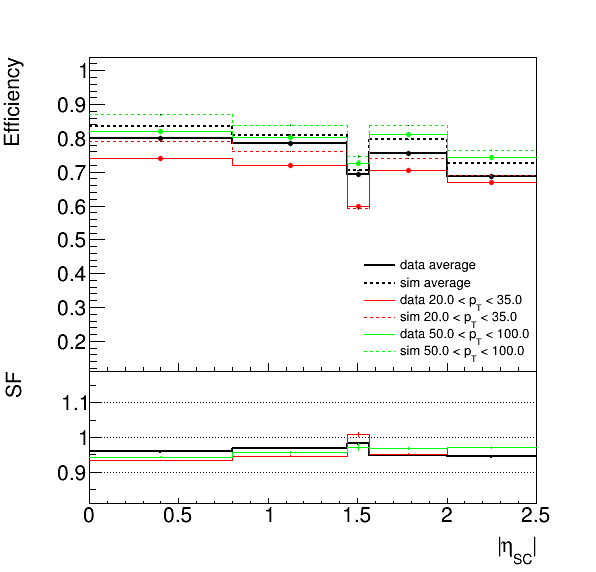 Efficiency
1
0.9
0.8
0.7
0.6
0.5
0.4
0.3
0.2
data average
sim average
data 20.0 < p_T < 35.0
sim 20.0 < p_T < 35.0
data 50.0 < p_T < 100.0
sim 50.0 < p_T < 100.0
SF
1.1
1
0.9
0 0.5 1 1.5 2 2.5
|η_SC|